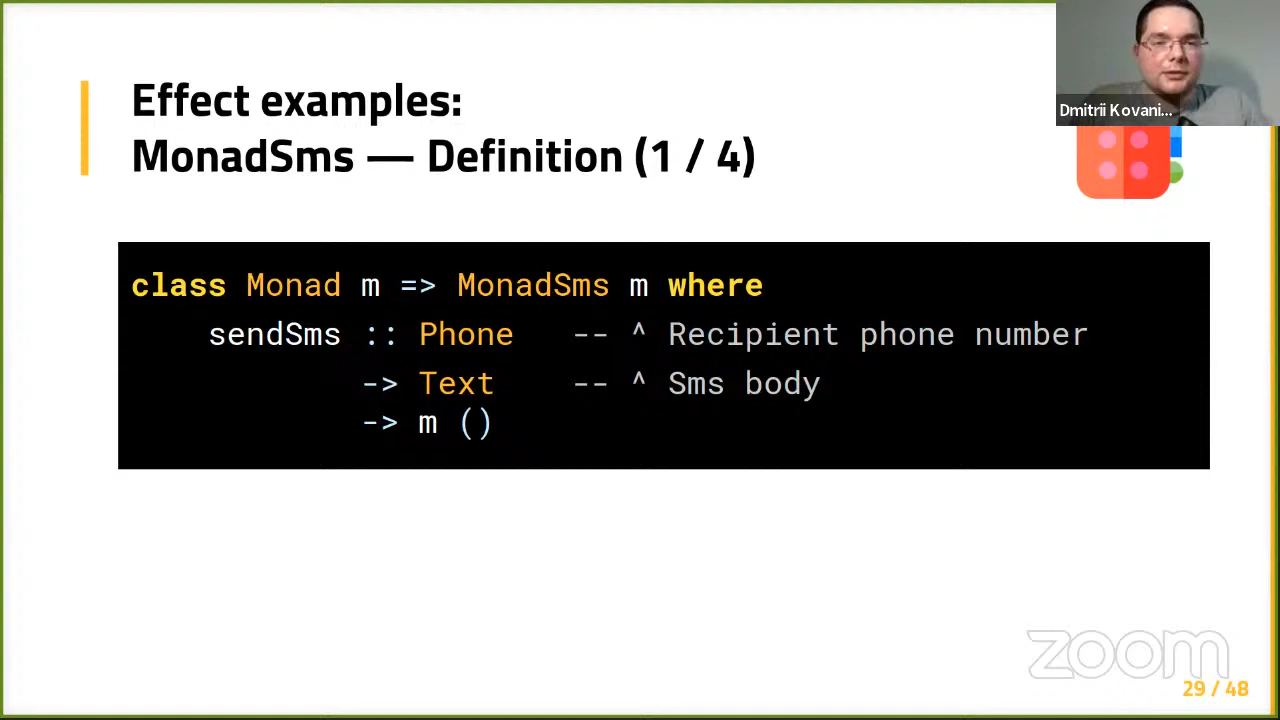 Effect examples:
MonadSms — Definition (1 / 4)
Dmitrii Kovani...
class Monad m => MonadSms m where
    sendSms :: Phone   -- ^ Recipient phone number
            -> Text    -- ^ Sms body
            -> m ()
zoom
29 / 48